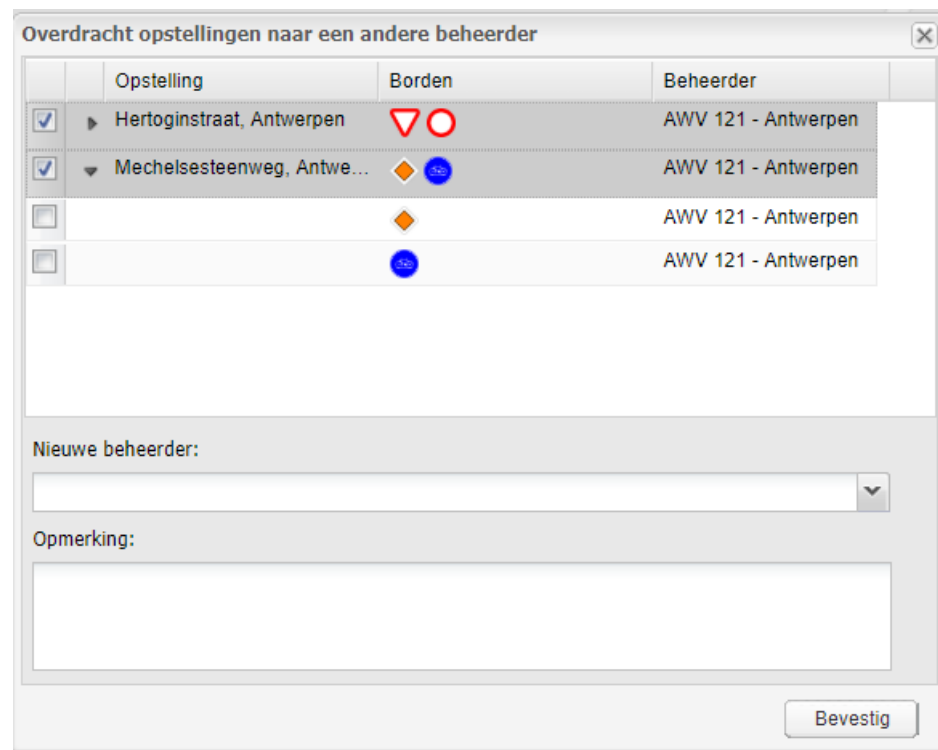 Overdracht opstellingen naar een andere beheerder
Opstelling Borden Beheerder
Hertoginstraat, Antwerpen AWV 121 - Antwerpen
Mechelsesteenweg, Antwe... AWV 121 - Antwerpen
AWV 121 - Antwerpen
AWV 121 - Antwerpen
Nieuwe beheerder:
Opmerking:
Bevestig